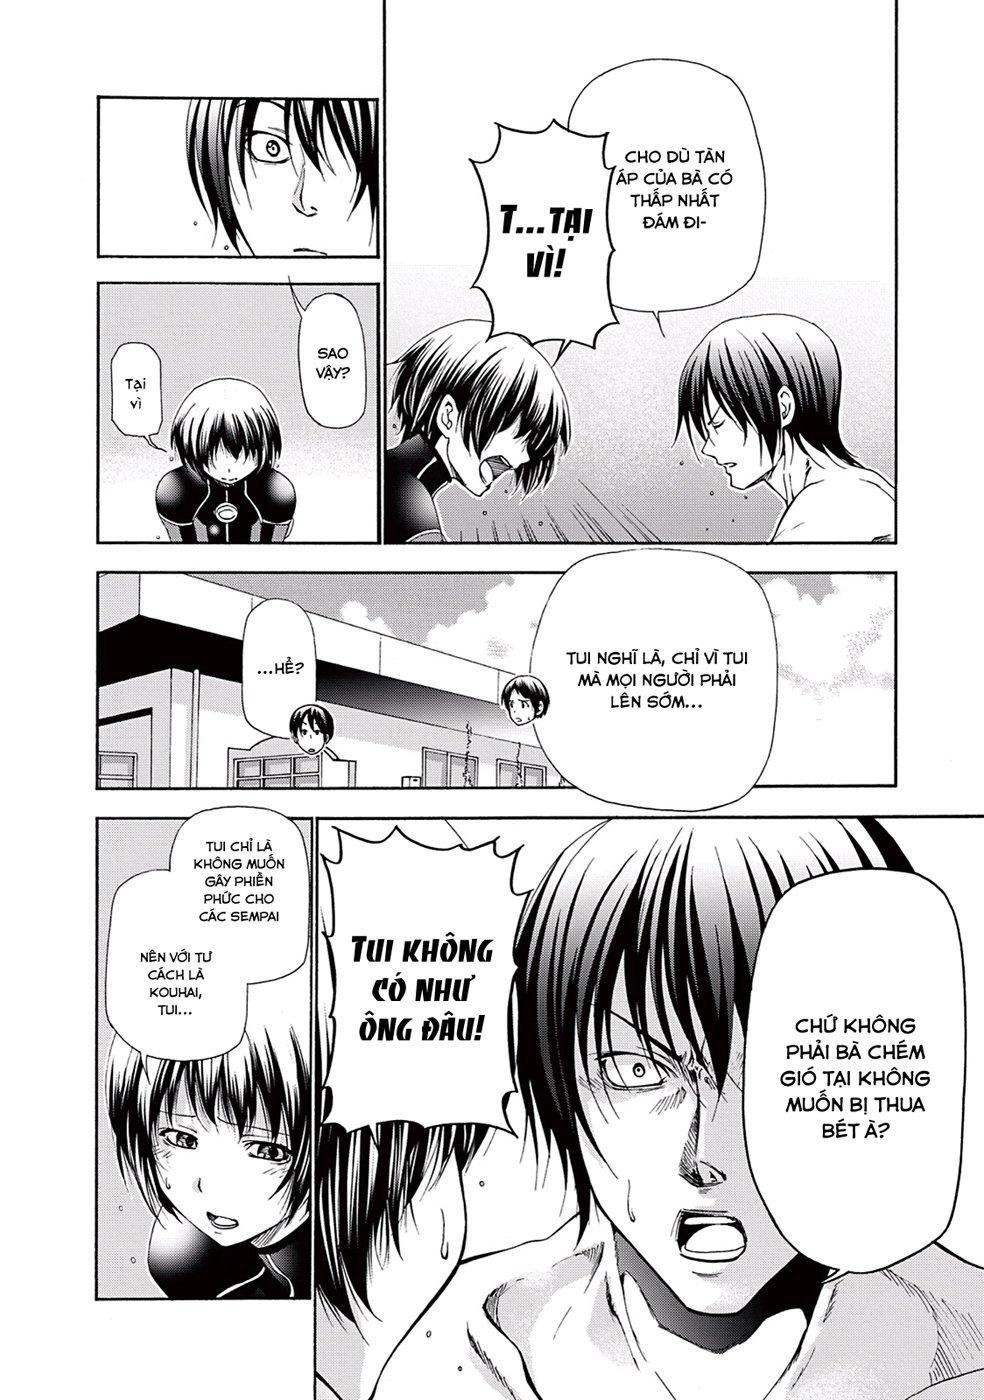 CHO DÙ TÀN
ÁP CỦA BÀ CÓ
THẤP NHẤT
ĐÁM ĐI-
T...TẠI
VÌ!
SAO
VẬY?
Tại
vì
TUI NGHĨ LÀ, CHỈ VÌ TUI
MÀ MỌI NGƯỜI PHẢI
LÊN SỚM...
...HỂ?
CHỨ KHÔNG
PHẢI BÀ CHÉM
GIÓ TẠI KHÔNG
MUỐN BỊ THUA
BÉT À?
TUI KHÔNG
CÓ NHƯ
ÔNG ĐÂU!
TUI CHỈ LÀ
KHÔNG MUỐN
GÂY PHIỀN
PHỨC CHO
CÁC SEMPAI
NÊN VỚI TƯ
CÁCH LÀ
KOUHAI,
TUI...